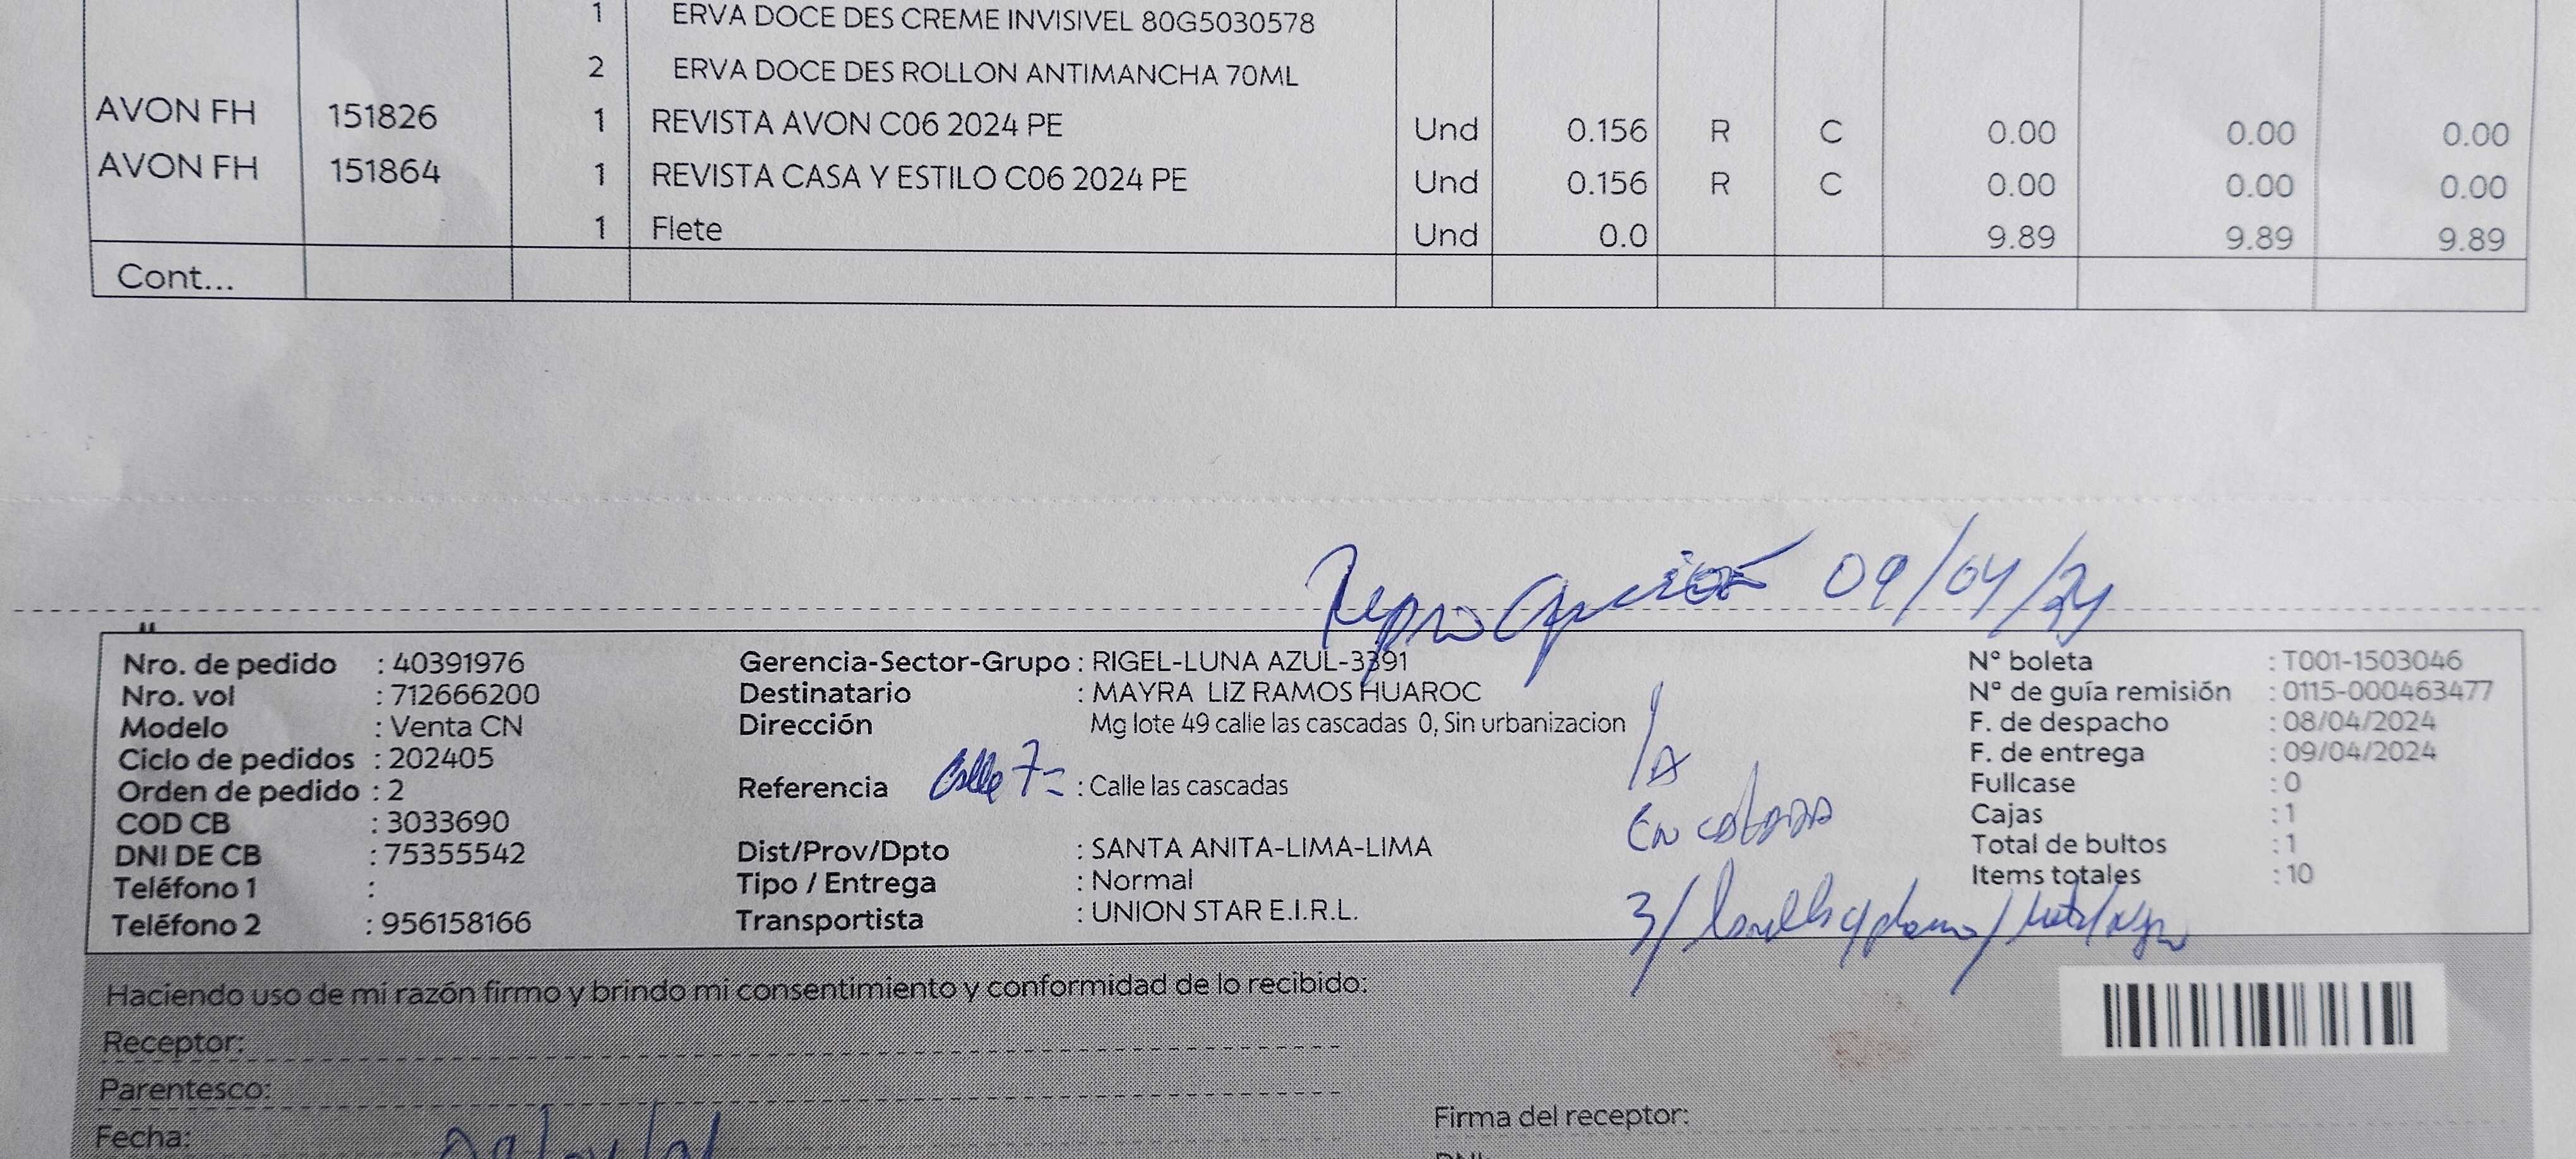 1 ERVA DOCE DES CREME INVISIVEL 80G5030578
2 ERVA DOCE DES ROLLON ANTIMANCHA 70ML
AVON FH 151826 1 REVISTA AVON C06 2024 PE Und 0.156 R C 0.00 0.00 0.00
AVON FH 151864 1 REVISTA CASA Y ESTILO C06 2024 PE Und 0.156 R C 0.00 0.00 0.00
1 Flete Und 0.0 9.89 9.89 9.89
Cont...
09/04/24
Nro. de pedido : 40391976
Nro. vol : 712666200
Modelo : Venta CN
Ciclo de pedidos : 202405
Orden de pedido : 2
COD CB : 3033690
DNI DE CB : 75355542
Teléfono 1 :
Teléfono 2 : 956158166
Gerencia-Sector-Grupo : RIGEL-LUNA AZUL-3391
Destinatario : MAYRA LIZ RAMOS HUAROC
Dirección Mg lote 49 calle las cascadas 0, Sin urbanizacion
Referencia Calle 7 : Calle las cascadas
Dist/Prov/Dpto : SANTA ANITA-LIMA-LIMA
Tipo / Entrega : Normal
Transportista : UNION STAR E.I.R.L.
N° boleta : T001-1503046
N° de guía remisión : 0115-000463477
F. de despacho : 08/04/2024
F. de entrega : 09/04/2024
Fullcase : 0
Cajas : 1
Total de bultos : 1
Items totales : 10
Haciendo uso de mi razón firmo y brindo mi consentimiento y conformidad de lo recibido:
Receptor:
Parentesco:
Fecha:
Firma del receptor: